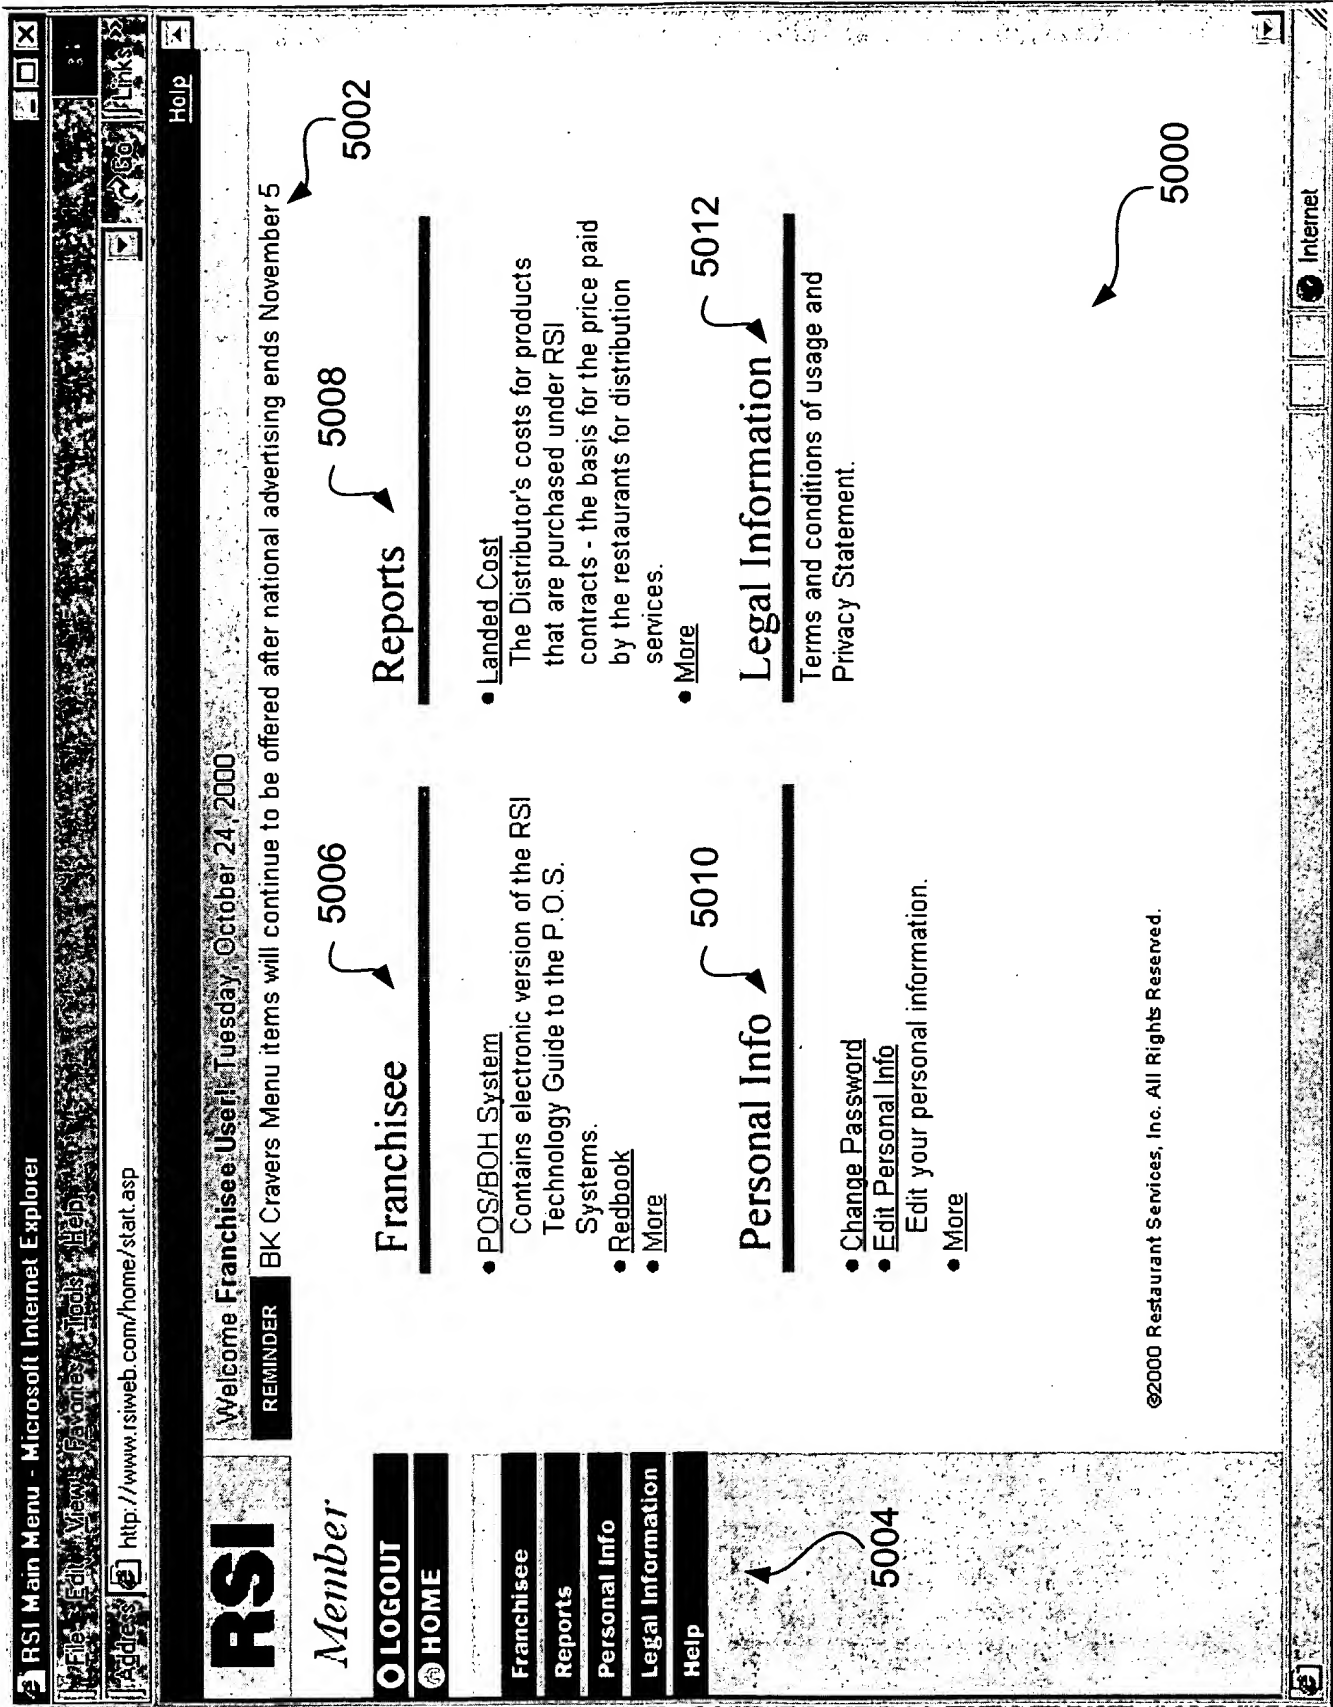 RSI Main Menu - Microsoft Internet Explorer
File Edit View Favorites Tools Help
Address http://www.rsiweb.com/home/start.asp Go Links »
Help
RSI
Welcome Franchisee User! Tuesday, October 24, 2000
REMINDER BK Cravers Menu items will continue to be offered after national advertising ends November 5
5002
Member
LOGOUT
HOME
Franchisee
Reports
Personal Info
Legal Information
Help
5004
5006
Franchisee
• POS/BOH System
Contains electronic version of the RSI
Technology Guide to the P.O.S.
Systems.
• Redbook
• More
5008
Reports
• Landed Cost
The Distributor's costs for products
that are purchased under RSI
contracts - the basis for the price paid
by the restaurants for distribution
services.
• More
5010
Personal Info
• Change Password
• Edit Personal Info
Edit your personal information.
• More
5012
Legal Information
Terms and conditions of usage and
Privacy Statement.
5000
©2000 Restaurant Services, Inc. All Rights Reserved.
Internet